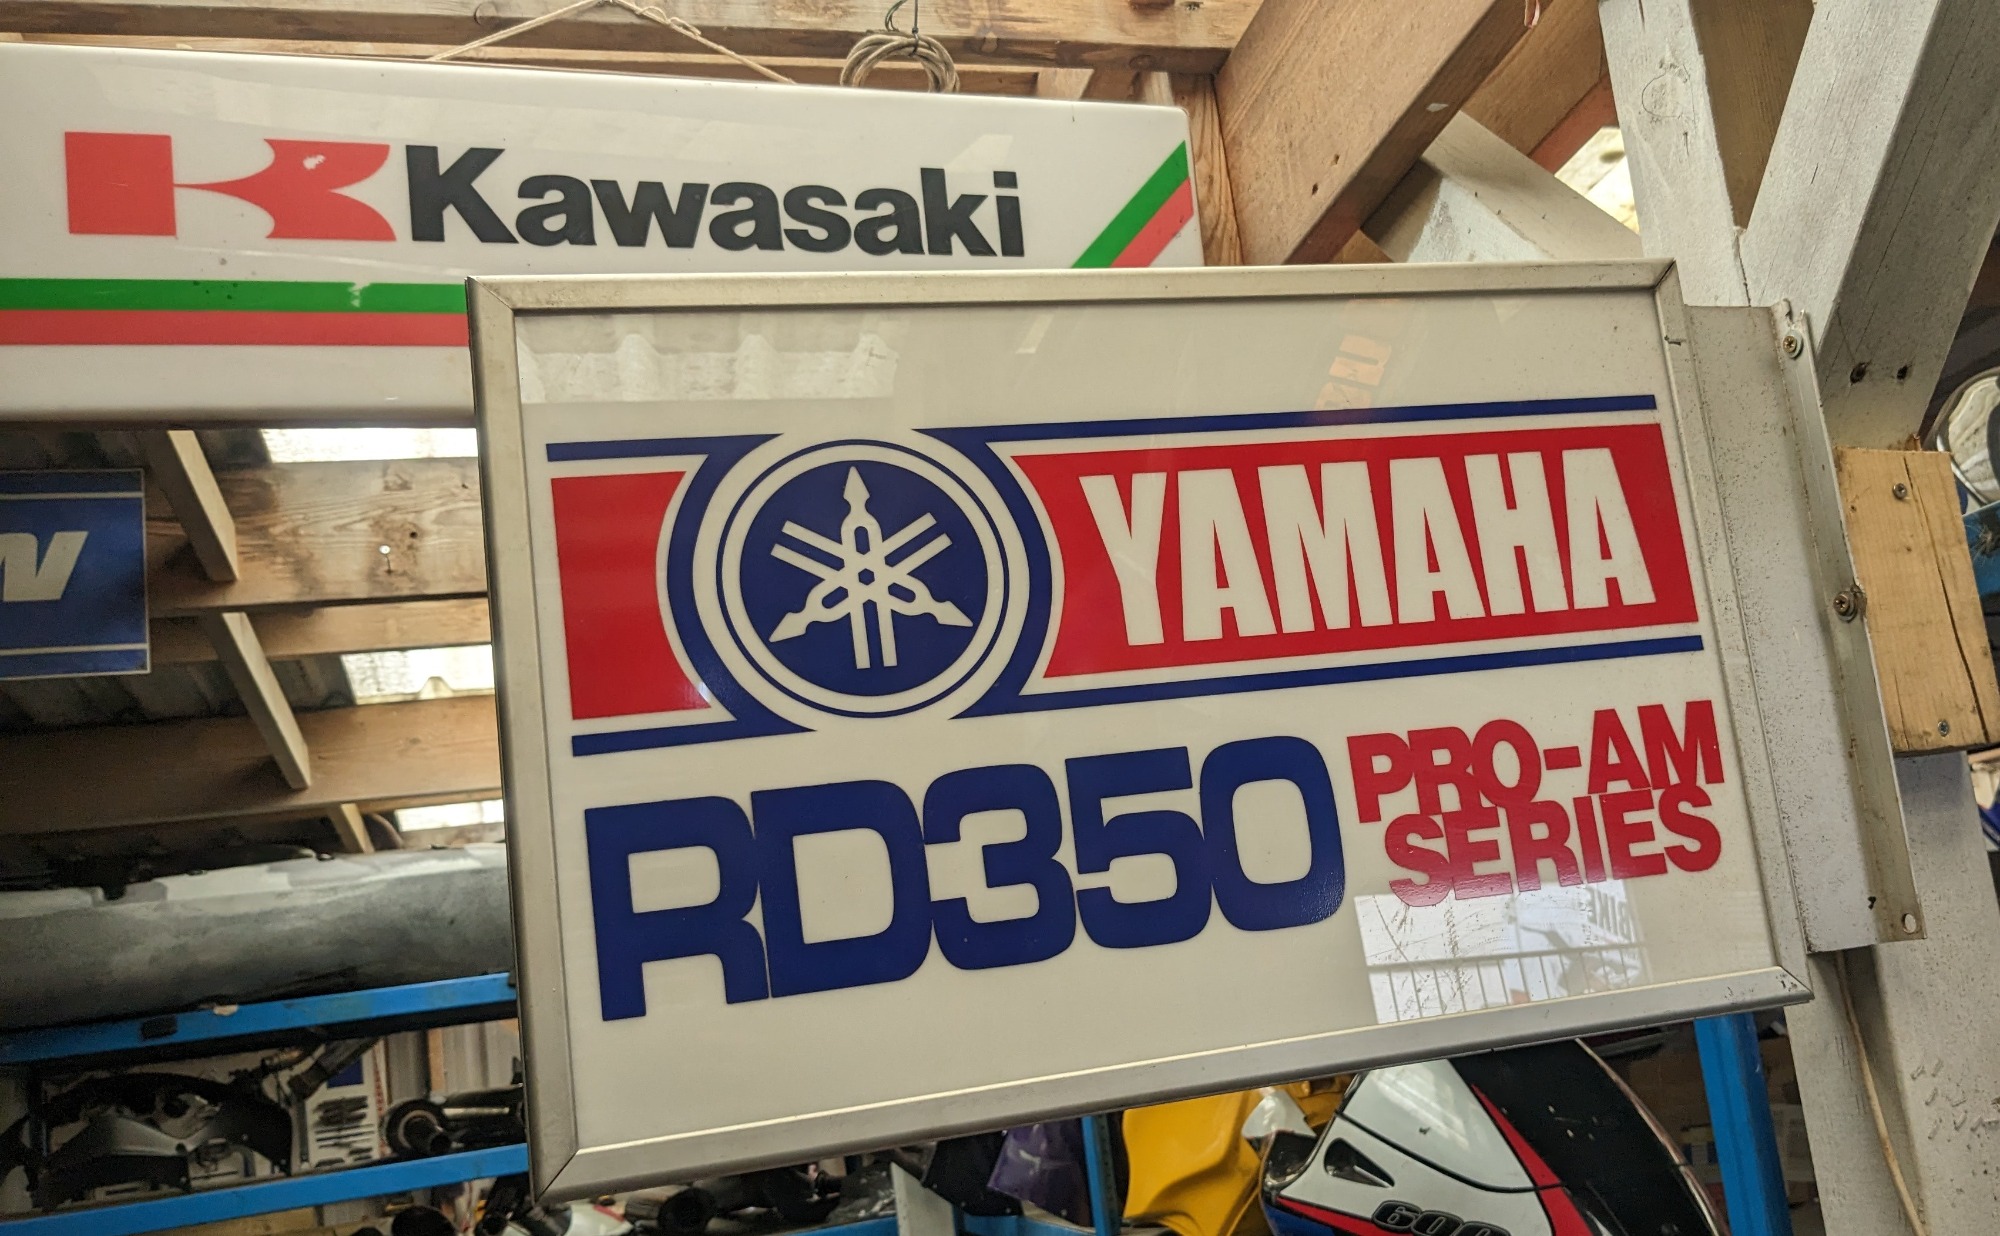 Kawasaki
YAMAHA
RD350
PRO-AM
SERIES
600